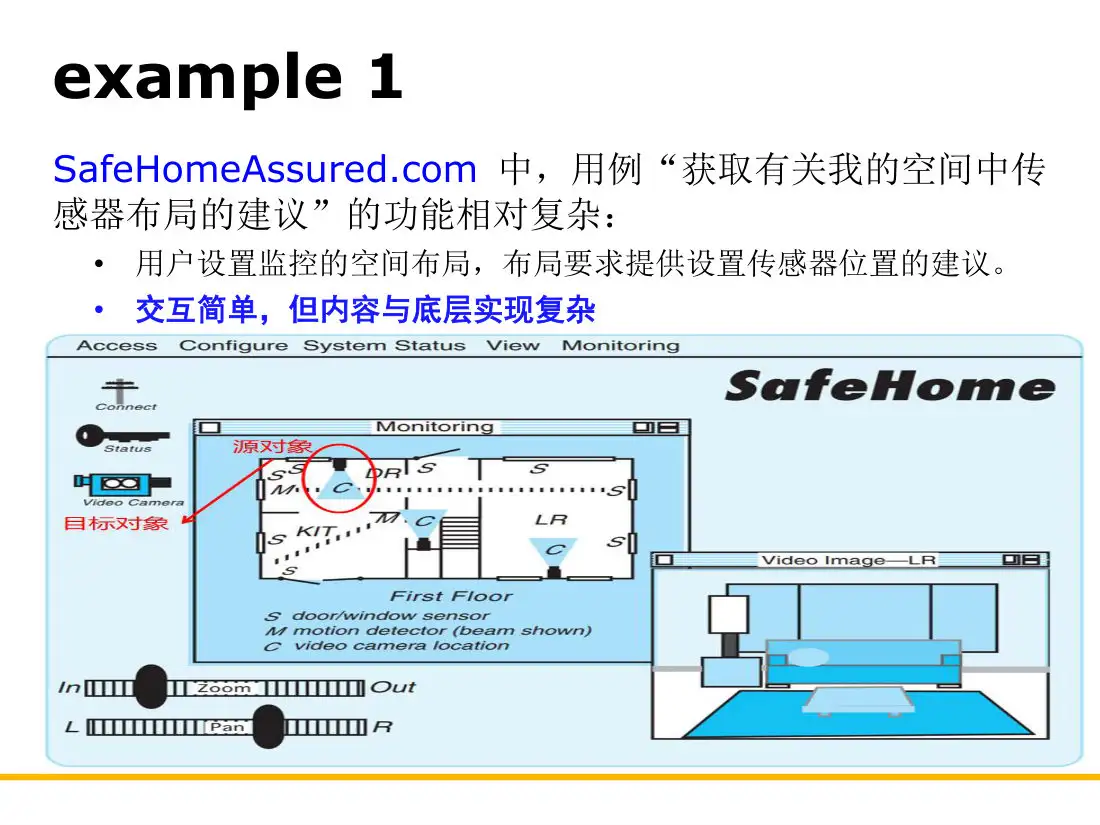 example 1
SafeHomeAssured.com 中，用例“获取有关我的空间中传
感器布局的建议”的功能相对复杂：
• 用户设置监控的空间布局，布局要求提供设置传感器位置的建议。
• 交互简单，但内容与底层实现复杂
Access Configure System Status View Monitoring
SafeHome
Connect
Status
Video Camera
源对象
目标对象
Monitoring
S S DR S S
M C S
M C LR
KIT
S C S
S
First Floor
S door/window sensor
M motion detector (beam shown)
C video camera location
Video Image—LR
In Zoom Out
L Pan R